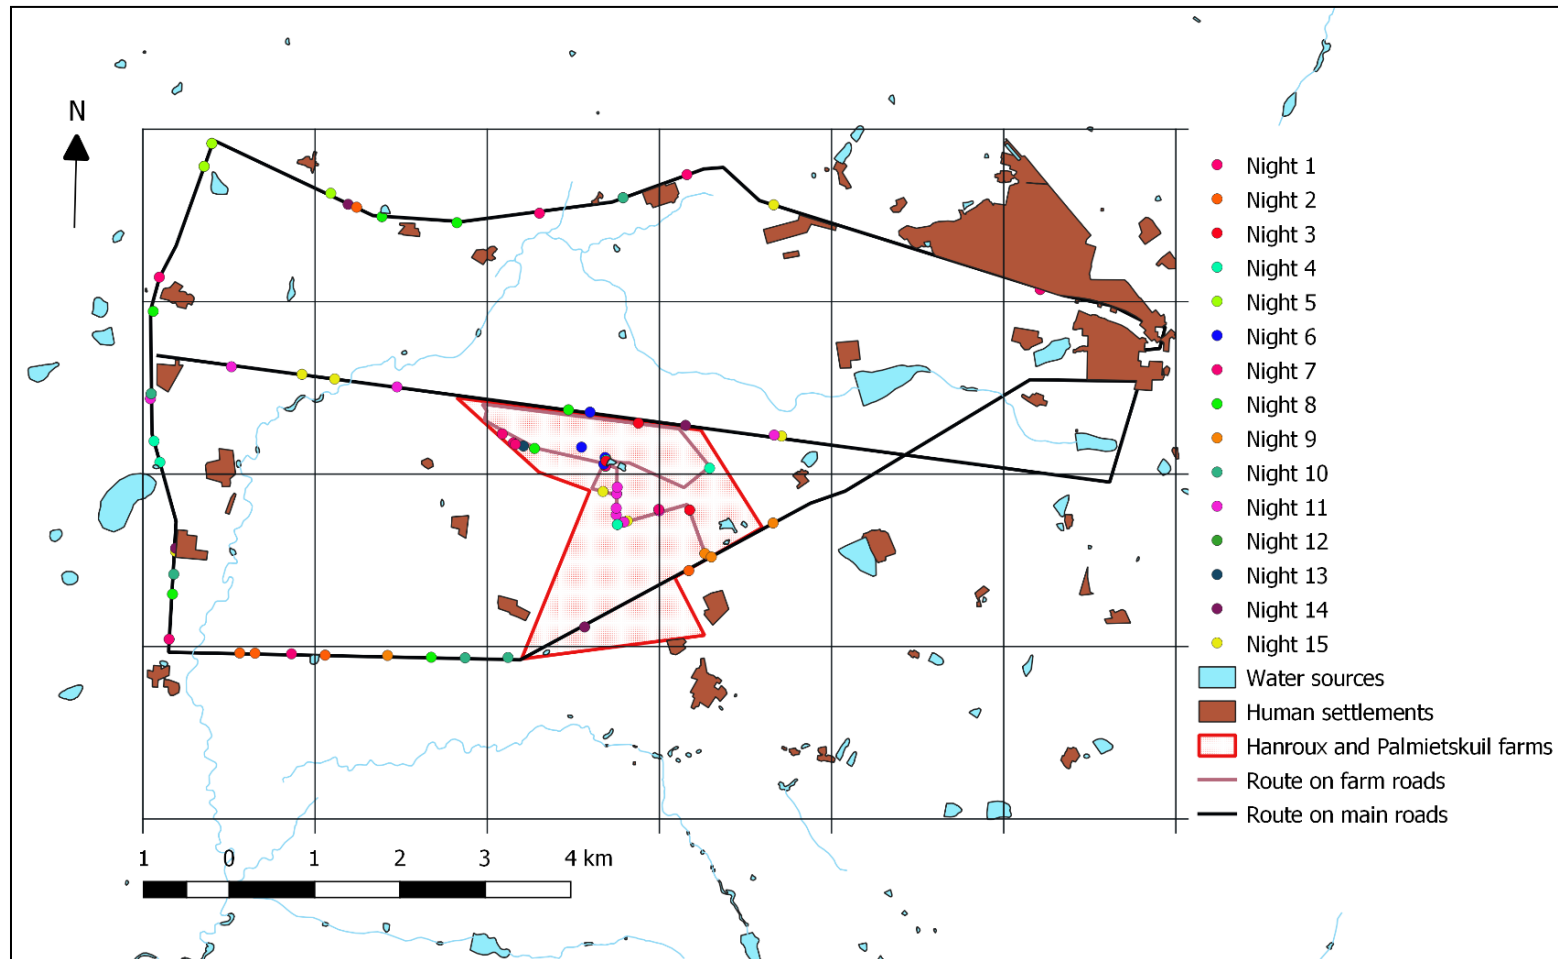 N
Night 1
Night 2
Night 3
Night 4
Night 5
Night 6
Night 7
Night 8
Night 9
Night 10
Night 11
Night 12
Night 13
Night 14
Night 15
Water sources
Human settlements
Hanroux and Palmietskuil farms
Route on farm roads
Route on main roads
1 0 1 2 3 4 km